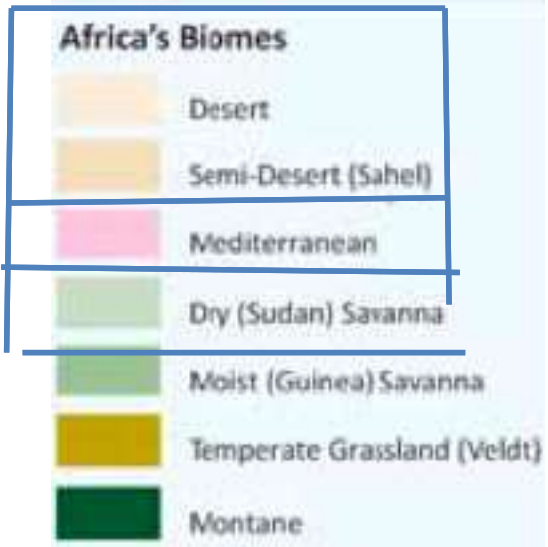 Africa's Biomes
Desert
Semi-Desert (Sahel)
Mediterranean
Dry (Sudan) Savanna
Moist (Guinea) Savanna
Temperate Grassland (Veldt)
Montane